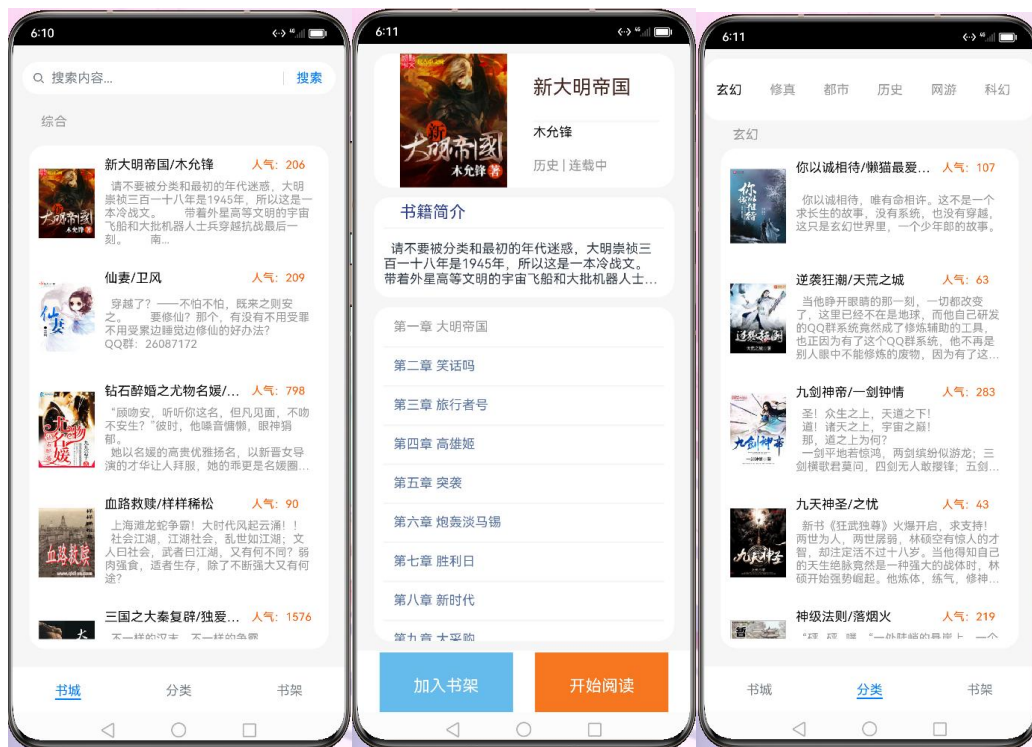 6:10
搜索内容...
搜索
综合
新大明帝国/木允锋
人气: 206
请不要被分类和最初的年代迷惑，大明
崇祯三百一十八年是1945年，所以这是一
本冷战文。 带着外星高等文明的宇宙
飞船和大批机器人士兵穿越抗战最后一
刻。 南...
仙妻/卫风
人气: 209
穿越了？——不怕不怕，既来之则安
之。 要修仙？那个，有没有不用受罪
不用受累边睡觉边修仙的好办法？
QQ群：26087172
钻石醉婚之尤物名媛/...
人气: 798
“顾吻安，听听你这名，但凡见面，不吻
不安生？”彼时，他嗓音慵懒，眼神猖
郁。
她以名媛的高贵优雅扬名，以新晋女导
演的才华让人拜服，她的乖更是名媛圈...
血路救赎/样样稀松
人气: 90
上海滩龙蛇争霸！大时代风起云涌！！
社会江湖、江湖社会，乱世如江湖；文
人曰社会，武者曰江湖，又有何不同？弱
肉强食，适者生存，除了不断强大又有何
途？
三国之大秦复辟/独爱...
人气: 1576
不一样的汉末，不一样的争霸
书城
分类
书架
6:11
新大明帝国
木允锋 著
新大明帝国
木允锋
历史 | 连载中
书籍简介
请不要被分类和最初的年代迷惑，大明崇祯三
百一十八年是1945年，所以这是一本冷战文。
带着外星高等文明的宇宙飞船和大批机器人士...
第一章 大明帝国
第二章 笑话吗
第三章 旅行者号
第四章 高雄姬
第五章 突袭
第六章 炮轰淡马锡
第七章 胜利日
第八章 新时代
第九章 大采购
加入书架
开始阅读
6:11
玄幻
修真
都市
历史
网游
科幻
玄幻
你以诚相待/懒猫最爱...
人气: 107
你以诚相待，唯有命相许。这不是一个
求长生的故事，没有系统，也没有穿越，
这只是玄幻世界里，一个少年郎的故事。
逆袭狂潮/天荒之城
人气: 63
当他睁开眼睛的那一刻，一切都改变
了，这里已经不在是地球，而他自己研发
的QQ群系统竟然成了修炼辅助的工具，
也正因为有了这个QQ群系统，他不再是
别人眼中不能修炼的废物，因为有了这...
九剑神帝/一剑钟情
人气: 283
圣！众生之上，天道之下！
道！诸天之上，宇宙之巅！
那，道之上为何？
一剑平地若惊鸿，两剑缤纷似游龙；三
剑横歌君莫问，四剑无人敢撄锋；五剑...
九天神圣/之忧
人气: 43
新书《狂武独尊》火爆开启，求支持！
两世为人，两世孱弱，林硕空有惊人的才
智，却注定活不过十八岁。当他得知自己
的天生绝脉竟然是一种强大的战体时，林
硕开始强势崛起。他炼体，练气，修神...
神级法则/落烟火
人气: 219
书城
分类
书架